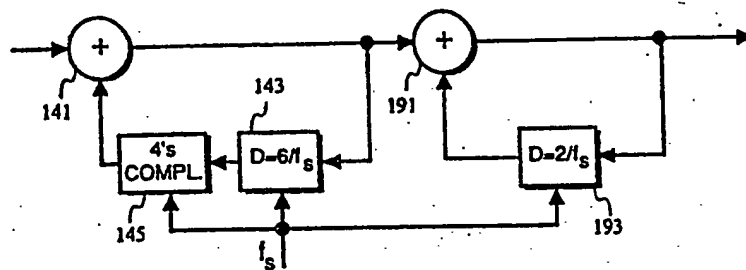 +
+
141
191
143
4's
COMPL.
D=6/fs
D=2/fs
145
193
fs